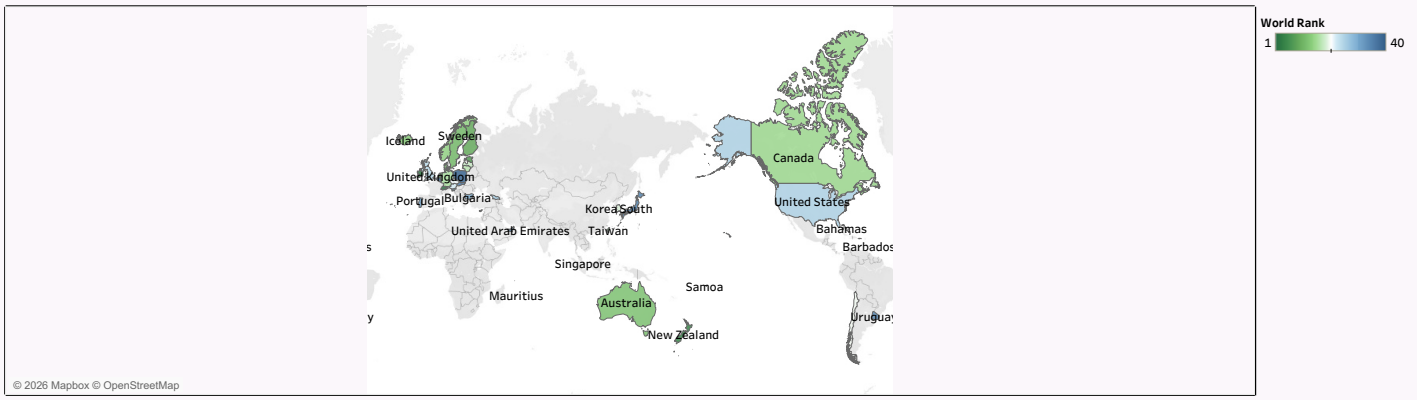 World Rank
1
40
Iceland
Sweden
Canada
United Kingdom
Portugal
Bulgaria
United States
Korea South
United Arab Emirates
Taiwan
Bahamas
s
Barbados
Singapore
Samoa
Mauritius
Australia
y
Uruguay
New Zealand
© 2026 Mapbox © OpenStreetMap